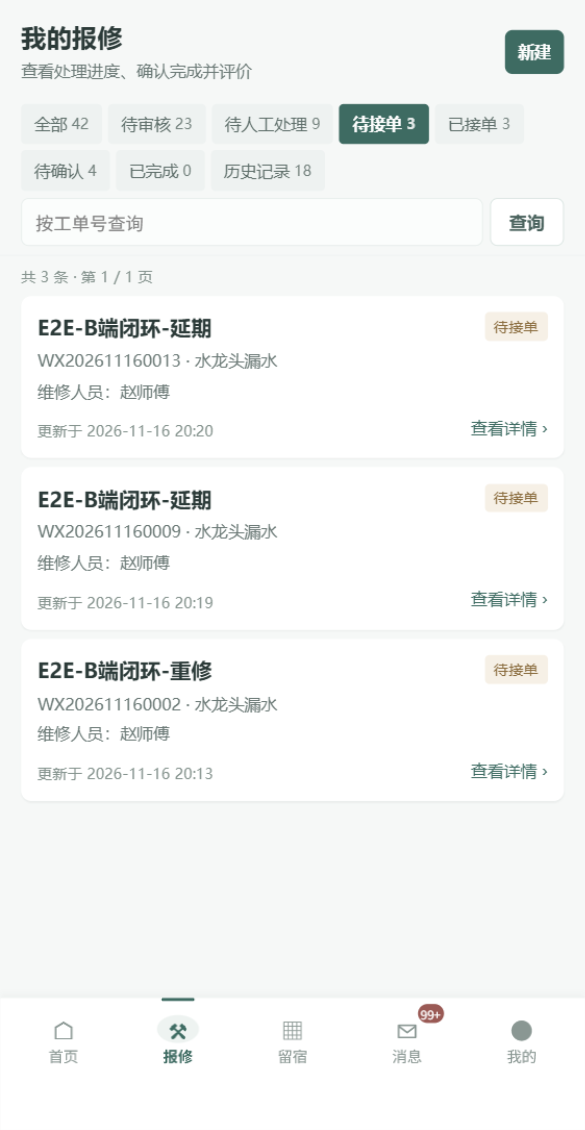 我的报修
查看处理进度、确认完成并评价
新建
全部 42 待审核 23 待人工处理 9 待接单 3 已接单 3
待确认 4 已完成 0 历史记录 18
按工单号查询 查询
共 3 条 · 第 1 / 1 页
E2E-B端闭环-延期 待接单
WX202611160013 · 水龙头漏水
维修人员：赵师傅
更新于 2026-11-16 20:20 查看详情 ›
E2E-B端闭环-延期 待接单
WX202611160009 · 水龙头漏水
维修人员：赵师傅
更新于 2026-11-16 20:19 查看详情 ›
E2E-B端闭环-重修 待接单
WX202611160002 · 水龙头漏水
维修人员：赵师傅
更新于 2026-11-16 20:13 查看详情 ›
99+
首页 报修 留宿 消息 我的